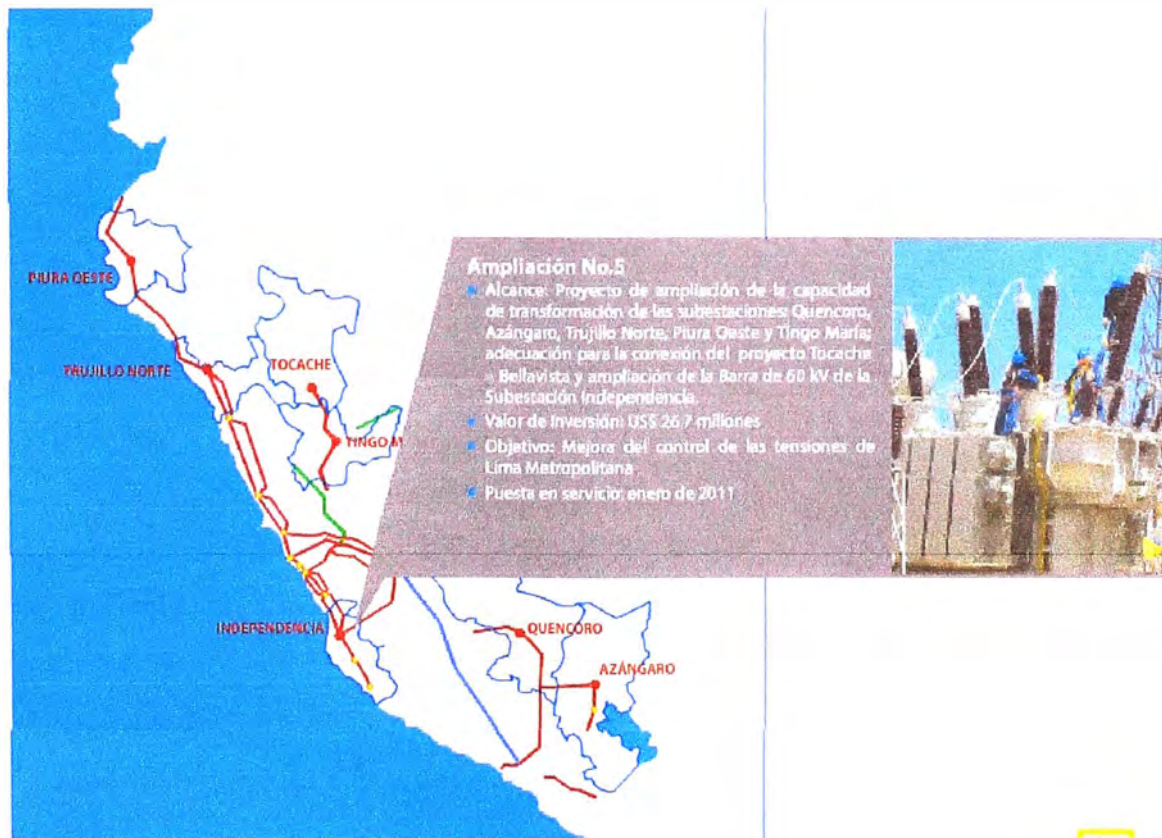 PIURA OESTE
TRUJILLO NORTE
TOCACHE
TINGO M
Ampliación No.5
Alcance: Proyecto de ampliación de la capacidad
de transformación de las subestaciones: Quencoro,
Azángaro, Trujillo Norte, Piura Oeste y Tingo María;
adecuación para la conexión del proyecto Tocache
- Bellavista y ampliación de la Barra de 60 kV de la
Subestación Independencia.
Valor de Inversión: US$ 26,7 millones
Objetivo: Mejora del control de las tensiones de
Lima Metropolitana
Puesta en servicio: enero de 2011
INDEPENDENCIA
QUENCORO
AZÁNGARO